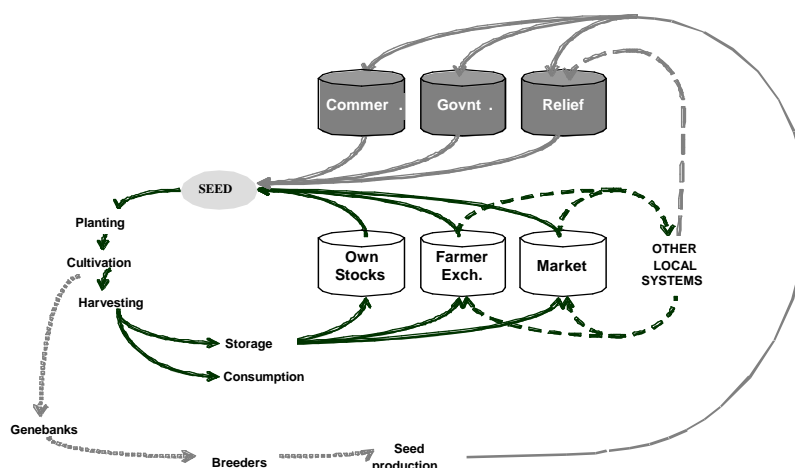 Commer .
Govnt .
Relief
SEED
Planting
Cultivation
Harvesting
Own
Stocks
Farmer
Exch.
Market
OTHER
LOCAL
SYSTEMS
Storage
Consumption
Genebanks
Breeders
Seed
production